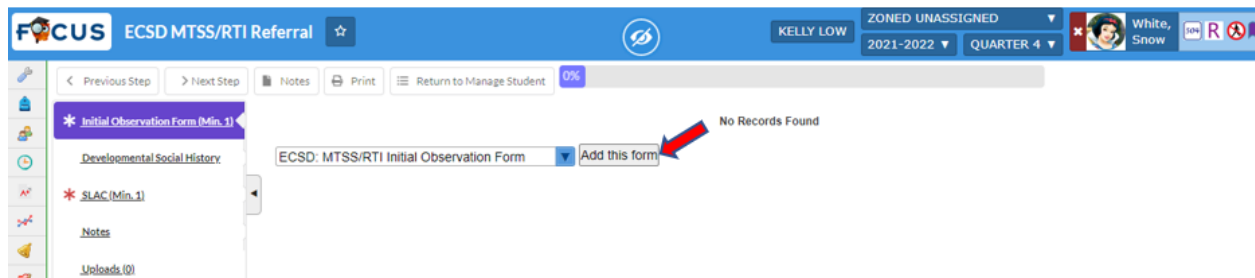 FOCUS ECSD MTSS/RTI Referral KELLY LOW ZONED UNASSIGNED White, Snow 504 R
2021-2022 QUARTER 4
Previous Step Next Step Notes Print Return to Manage Student 0%
Initial Observation Form (Min. 1)
No Records Found
Developmental Social History
ECSD: MTSS/RTI Initial Observation Form Add this form
SLAC (Min. 1)
Notes
Uploads (0)